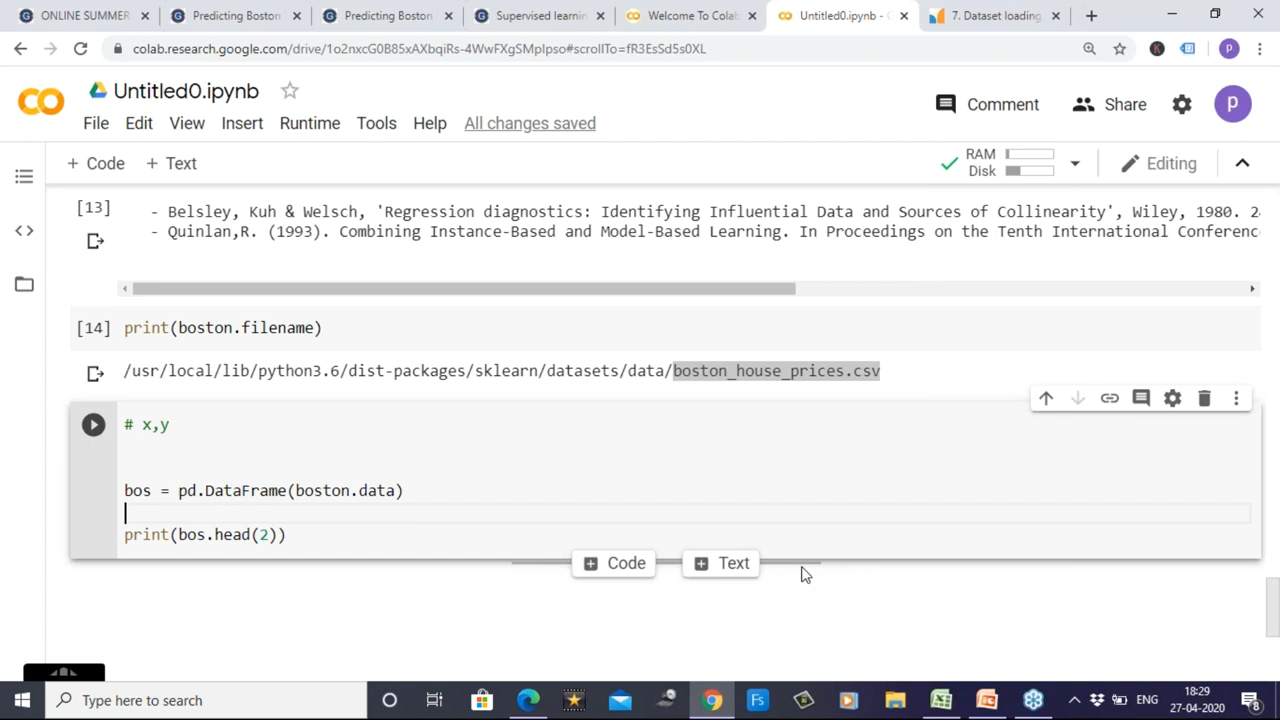 ONLINE SUMMER
Predicting Boston
Predicting Boston
Supervised learnin
Welcome To Colab
Untitled0.ipynb - C
7. Dataset loading
colab.research.google.com/drive/1o2nxcG0B85xAXbqiRs-4WwFXgSMpIpso#scrollTo=fR3EsSd5s0XL
K
p
CO
Untitled0.ipynb
Comment
Share
p
File Edit View Insert Runtime Tools Help All changes saved
+ Code + Text
RAM
Disk
Editing
[13]
- Belsley, Kuh & Welsch, 'Regression diagnostics: Identifying Influential Data and Sources of Collinearity', Wiley, 1980. 24
- Quinlan,R. (1993). Combining Instance-Based and Model-Based Learning. In Proceedings on the Tenth International Conferenc
[14] print(boston.filename)
/usr/local/lib/python3.6/dist-packages/sklearn/datasets/data/boston_house_prices.csv
# x,y
bos = pd.DataFrame(boston.data)
print(bos.head(2))
Code
Text
Type here to search
Fs
ENG
18:29
27-04-2020
8